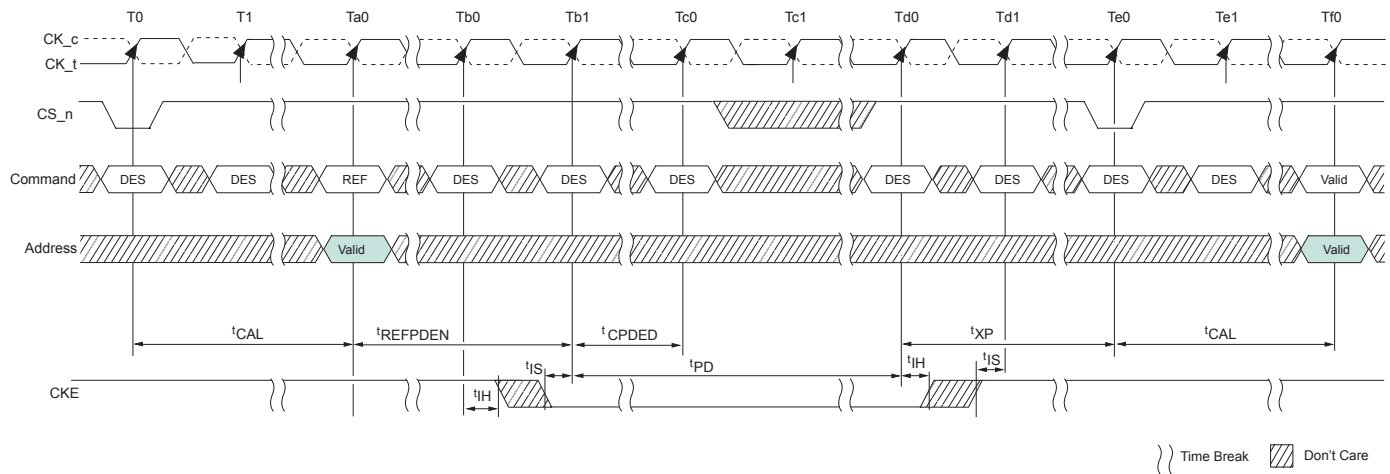 T0 T1 Ta0 Tb0 Tb1 Tc0 Tc1 Td0 Td1 Te0 Te1 Tf0
CK_c
CK_t
CS_n
Command DES DES REF DES DES DES DES DES DES DES Valid
Address Valid Valid
tCAL tREFPDEN tCPDED tXP tCAL
tIS tPD tIH tIS
CKE tIH
Time Break Don't Care